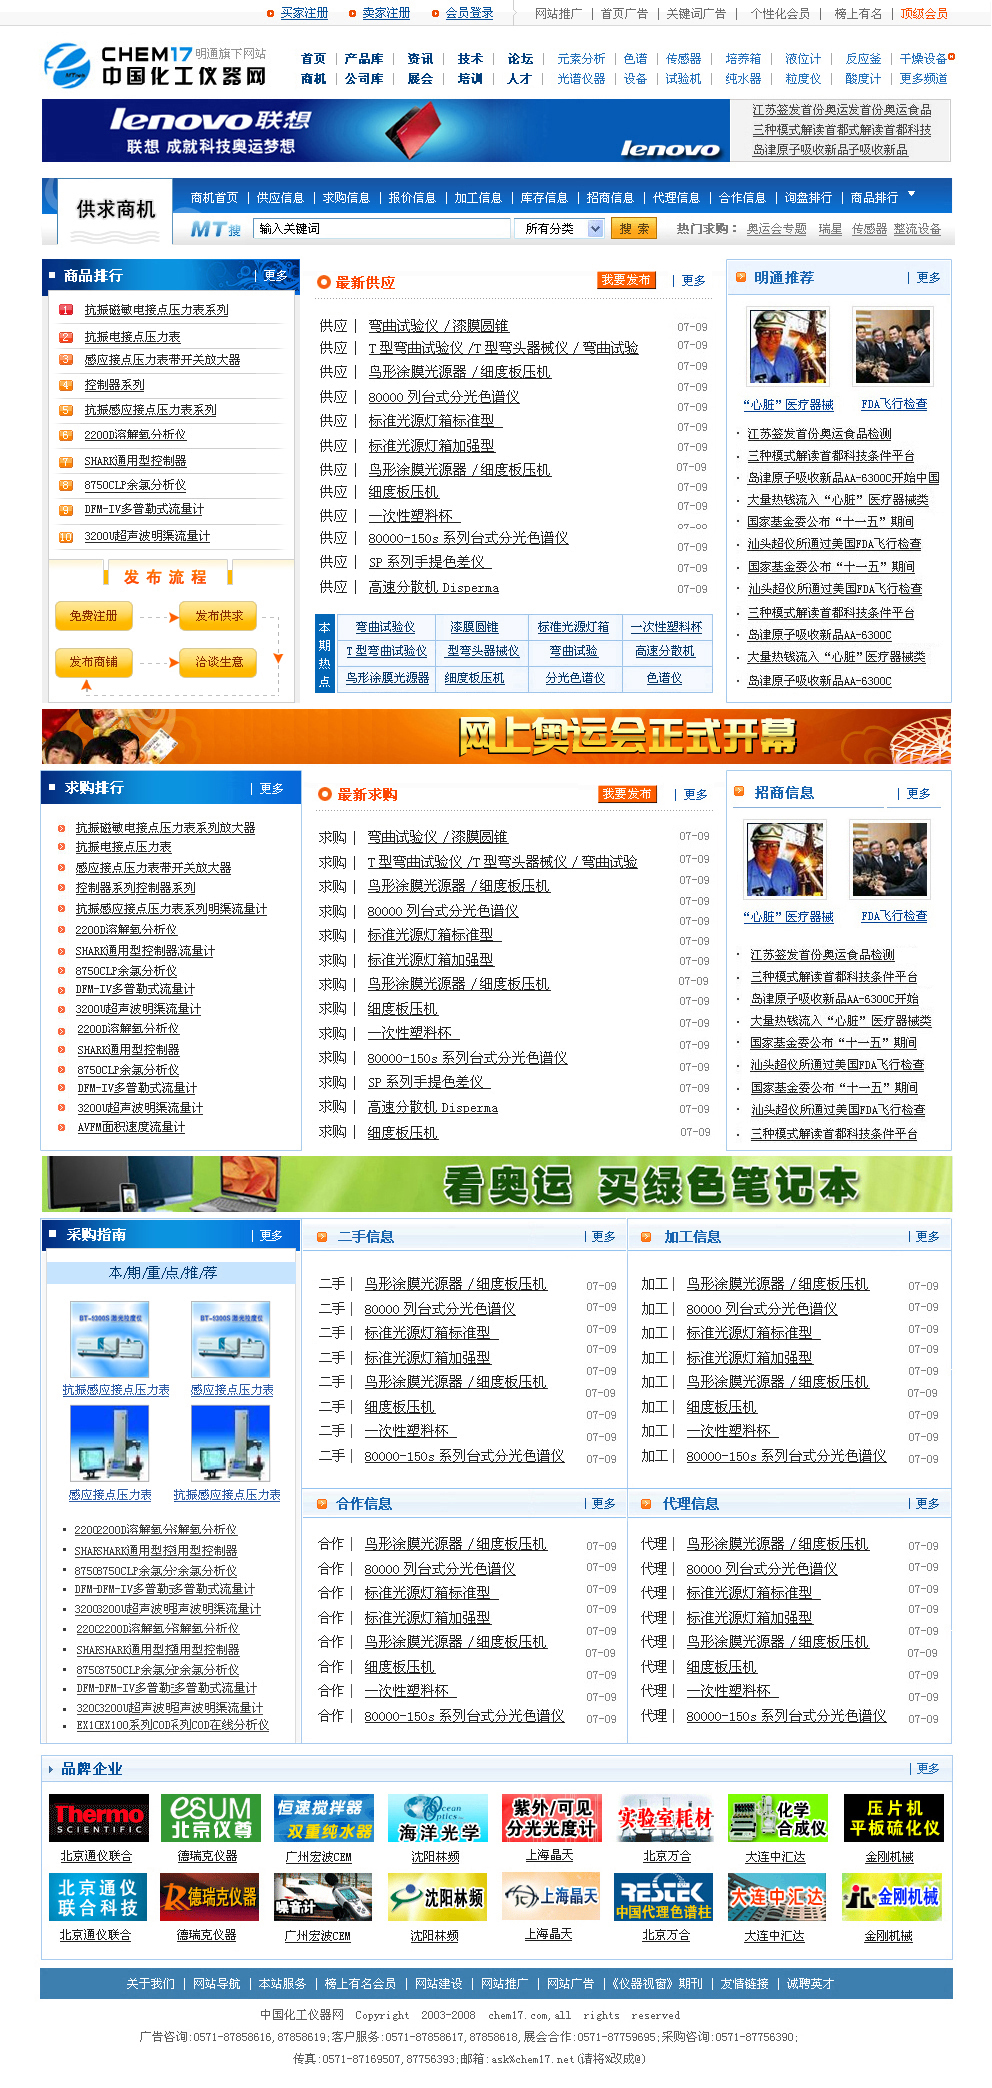 买家注册 卖家注册 会员登录 网站推广 | 首页广告 | 关键词广告 | 个性化会员 | 榜上有名 | 顶级会员
CHEM17 明通旗下网站
中国化工仪器网
首页 | 产品库 | 资讯 | 技术 | 论坛 | 元素分析 | 色谱 | 传感器 | 培养箱 | 液位计 | 反应釜 | 干燥设备
商机 | 公司库 | 展会 | 培训 | 人才 | 光谱仪器 | 设备 | 试验机 | 纯水器 | 粒度仪 | 酸度计 | 更多频道
lenovo联想
联想 成就科技奥运梦想
lenovo
江苏签发首份奥运发首份奥运食品
三种模式解读首都式解读首都科技
岛津原子吸收新品子吸收新品
供求商机
商机首页 | 供应信息 | 求购信息 | 报价信息 | 加工信息 | 库存信息 | 招商信息 | 代理信息 | 合作信息 | 询盘排行 | 商品排行
MT搜 输入关键词 所有分类 搜 索 热门求购： 奥运会专题 瑞星 传感器 整流设备
商品排行 | 更多
1 抗振磁敏电接点压力表系列
2 抗振电接点压力表
3 感应接点压力表带开关放大器
4 控制器系列
5 抗振感应接点压力表系列
6 2200D溶解氧分析仪
7 SHARK通用型控制器
8 8750CLP余氯分析仪
9 DFM-IV多普勒式流量计
10 3200U超声波明渠流量计
发布流程
免费注册 发布供求
发布商铺 洽谈生意
最新供应 我要发布 | 更多
供应 | 弯曲试验仪 /漆膜圆锥 07-09
供应 | T 型弯曲试验仪 /T 型弯头器械仪 / 弯曲试验 07-09
供应 | 鸟形涂膜光源器 /细度板压机 07-09
07-09
供应 | 80000 列台式分光色谱仪 07-09
供应 | 标准光源灯箱标准型 07-09
供应 | 标准光源灯箱加强型 07-09
供应 | 鸟形涂膜光源器 /细度板压机 07-09
供应 | 细度板压机 07-09
供应 | 一次性塑料杯 07-09
供应 | 80000-150s 系列台式分光色谱仪 07-09
供应 | SP 系列手提色差仪 07-09
供应 | 高速分散机 Disperma 07-09
本期热点
弯曲试验仪 漆膜圆锥 标准光源灯箱 一次性塑料杯
T 型弯曲试验仪 型弯头器械仪 弯曲试验 高速分散机
鸟形涂膜光源器 细度板压机 分光色谱仪 色谱仪
明通推荐 | 更多
“心脏”医疗器械 FDA飞行检查
江苏签发首份奥运食品检测
三种模式解读首都科技条件平台
岛津原子吸收新品AA-6300C开始中国
大量热钱流入“心脏”医疗器械类
国家基金委公布“十一五”期间
汕头超仪所通过美国FDA飞行检查
国家基金委公布“十一五”期间
汕头超仪所通过美国FDA飞行检查
三种模式解读首都科技条件平台
岛津原子吸收新品AA-6300C
大量热钱流入“心脏”医疗器械类
岛津原子吸收新品AA-6300C
网上奥运会正式开幕
求购排行 | 更多
抗振磁敏电接点压力表系列放大器
抗振电接点压力表
感应接点压力表带开关放大器
控制器系列控制器系列
抗振感应接点压力表系列明渠流量计
2200D溶解氧分析仪
SHARK通用型控制器流量计
8750CLP余氯分析仪
DFM-IV多普勒式流量计
3200U超声波明渠流量计
2200D溶解氧分析仪
SHARK通用型控制器
8750CLP余氯分析仪
DFM-IV多普勒式流量计
3200U超声波明渠流量计
AVFM面积速度流量计
最新求购 我要发布 | 更多
求购 | 弯曲试验仪 /漆膜圆锥 07-09
求购 | T 型弯曲试验仪 /T 型弯头器械仪 / 弯曲试验 07-09
求购 | 鸟形涂膜光源器 /细度板压机 07-09
07-09
求购 | 80000 列台式分光色谱仪 07-09
求购 | 标准光源灯箱标准型 07-09
求购 | 标准光源灯箱加强型 07-09
求购 | 鸟形涂膜光源器 /细度板压机 07-09
求购 | 细度板压机 07-09
求购 | 一次性塑料杯 07-09
07-09
求购 | 80000-150s 系列台式分光色谱仪 07-09
求购 | SP 系列手提色差仪 07-09
求购 | 高速分散机 Disperma 07-09
求购 | 细度板压机 07-09
招商信息 | 更多
“心脏”医疗器械 FDA飞行检查
江苏签发首份奥运食品检测
三种模式解读首都科技条件平台
岛津原子吸收新品AA-6300C开始
大量热钱流入“心脏”医疗器械类
国家基金委公布“十一五”期间
汕头超仪所通过美国FDA飞行检查
国家基金委公布“十一五”期间
汕头超仪所通过美国FDA飞行检查
三种模式解读首都科技条件平台
看奥运 买绿色笔记本
采购指南 | 更多
本/期/重/点/推/荐
BT-9300S 激光粒度仪 BT-9300S 激光粒度仪
抗振感应接点压力表 感应接点压力表
感应接点压力表 抗振感应接点压力表
22002200D溶解氧分溶解氧分析仪
SHARSHARK通用型控通用型控制器
87508750CLP余氯分余氯分析仪
DFM-DFM-IV多普勒多普勒式流量计
32003200U超声波明声波明渠流量计
22002200D溶解氧分溶解氧分析仪
SHARSHARK通用型控通用型控制器
87508750CLP余氯分P余氯分析仪
DFM-DFM-IV多普勒多普勒式流量计
32003200U超声波明超声波明渠流量计
EX10EX100系列COD系列COD在线分析仪
二手信息 | 更多
二手 | 鸟形涂膜光源器 /细度板压机 07-09
二手 | 80000 列台式分光色谱仪 07-09
二手 | 标准光源灯箱标准型 07-09
二手 | 标准光源灯箱加强型 07-09
07-09
二手 | 鸟形涂膜光源器 /细度板压机 07-09
二手 | 细度板压机 07-09
二手 | 一次性塑料杯 07-09
二手 | 80000-150s 系列台式分光色谱仪 07-09
加工信息 | 更多
加工 | 鸟形涂膜光源器 /细度板压机 07-09
加工 | 80000 列台式分光色谱仪 07-09
加工 | 标准光源灯箱标准型 07-09
加工 | 标准光源灯箱加强型 07-09
07-09
加工 | 鸟形涂膜光源器 /细度板压机 07-09
加工 | 细度板压机 07-09
加工 | 一次性塑料杯 07-09
加工 | 80000-150s 系列台式分光色谱仪 07-09
合作信息 | 更多
合作 | 鸟形涂膜光源器 /细度板压机 07-09
合作 | 80000 列台式分光色谱仪 07-09
合作 | 标准光源灯箱标准型 07-09
合作 | 标准光源灯箱加强型 07-09
07-09
合作 | 鸟形涂膜光源器 /细度板压机 07-09
合作 | 细度板压机 07-09
合作 | 一次性塑料杯 07-09
合作 | 80000-150s 系列台式分光色谱仪 07-09
代理信息 | 更多
代理 | 鸟形涂膜光源器 /细度板压机 07-09
代理 | 80000 列台式分光色谱仪 07-09
代理 | 标准光源灯箱标准型 07-09
代理 | 标准光源灯箱加强型 07-09
07-09
代理 | 鸟形涂膜光源器 /细度板压机 07-09
代理 | 细度板压机 07-09
代理 | 一次性塑料杯 07-09
代理 | 80000-150s 系列台式分光色谱仪 07-09
品牌企业 | 更多
Thermo SCIENTIFIC
eSUM 北京仪尊
恒速搅拌器 双重纯水器
Ocean Optics 海洋光学
紫外/可见 分光光度计
实验室耗材
化学合成仪
压片机 平板硫化仪
北京通仪联合 德瑞克仪器 广州宏波CEM 沈阳林频 上海晶天 北京万合 大连中汇达 金刚机械
北京通仪 联合科技
德瑞克仪器
噪音计
沈阳林频
上海晶天
RESTEK 中国代理色谱柱
大连中汇达
金刚机械
北京通仪联合 德瑞克仪器 广州宏波CEM 沈阳林频 上海晶天 北京万合 大连中汇达 金刚机械
关于我们 | 网站导航 | 本站服务 | 榜上有名会员 | 网站建设 | 网站推广 | 网站广告 | 《仪器视窗》期刊 | 友情链接 | 诚聘英才
中国化工仪器网 Copyright 2003-2008 chem17.com,all rights reserved
广告咨询:0571-87858616,87858619;客户服务:0571-87858617,87858618,展会合作:0571-87759695;采购咨询:0571-87756390;
传真:0571-87169507,87756393;邮箱:ask%chem17.net(请将%改成@)